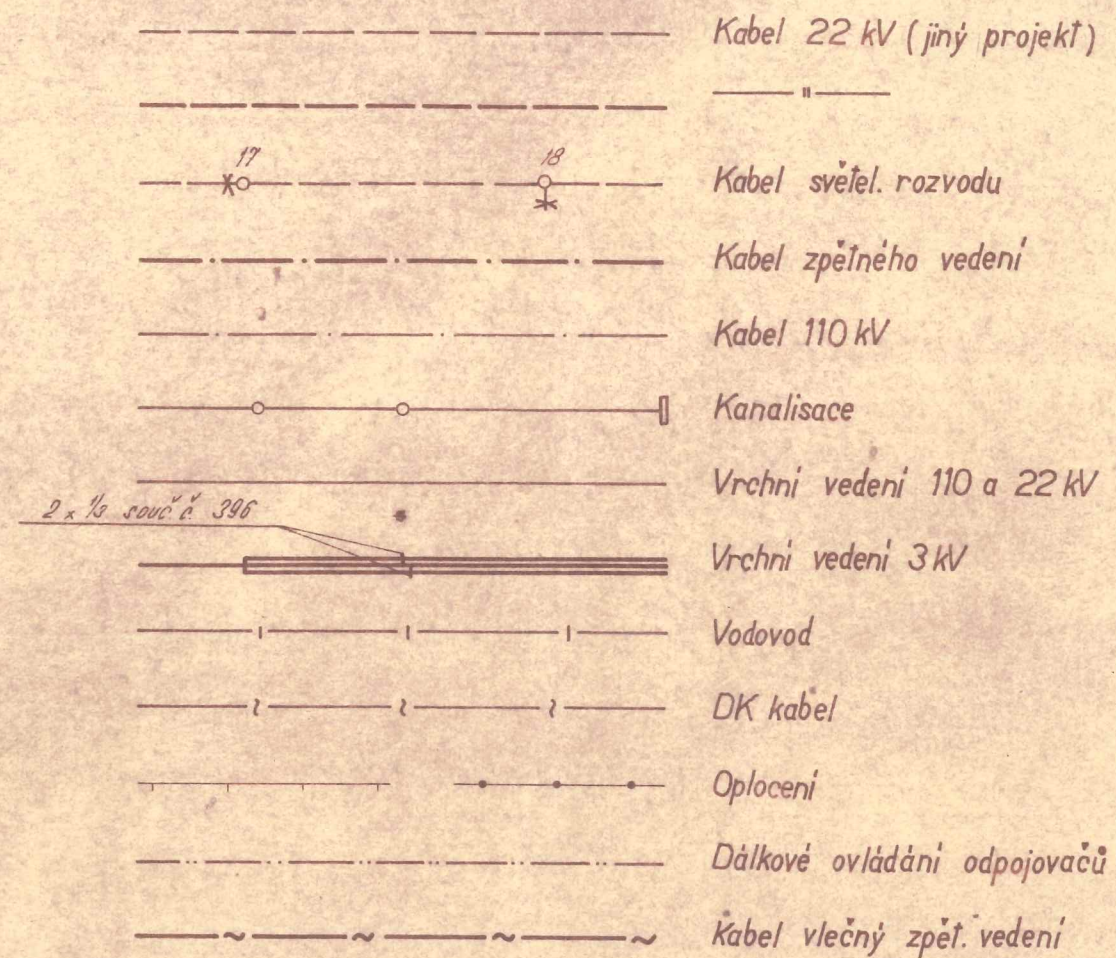 Kabel 22 kV (jiný projekt)
—— " ——
17 18
Kabel světel. rozvodu
Kabel zpětného vedení
Kabel 110 kV
Kanalisace
Vrchní vedení 110 a 22 kV
2 x 1/3 souč. č. 396
Vrchní vedení 3 kV
Vodovod
DK kabel
Oplocení
Dálkové ovládání odpojovačů
Kabel vlečný zpět. vedení